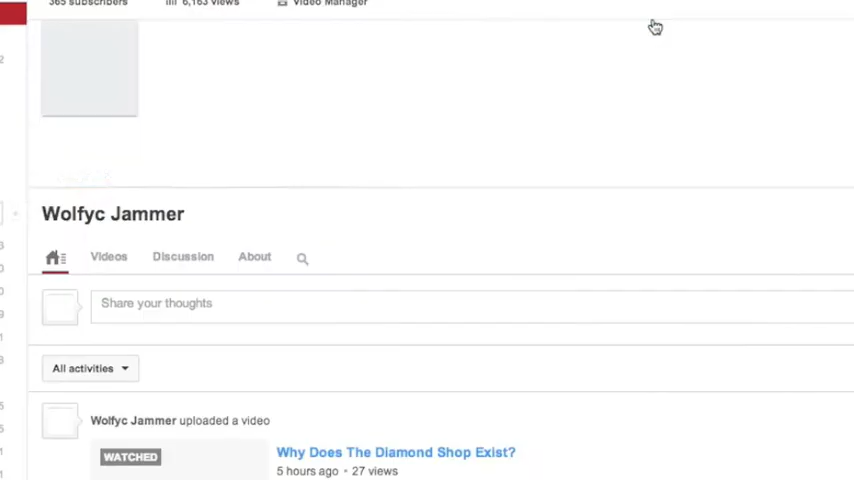 365 subscribers 6,163 views Video Manager
Wolfyc Jammer
Videos Discussion About
Share your thoughts
All activities
Wolfyc Jammer uploaded a video
WATCHED
Why Does The Diamond Shop Exist?
5 hours ago • 27 views